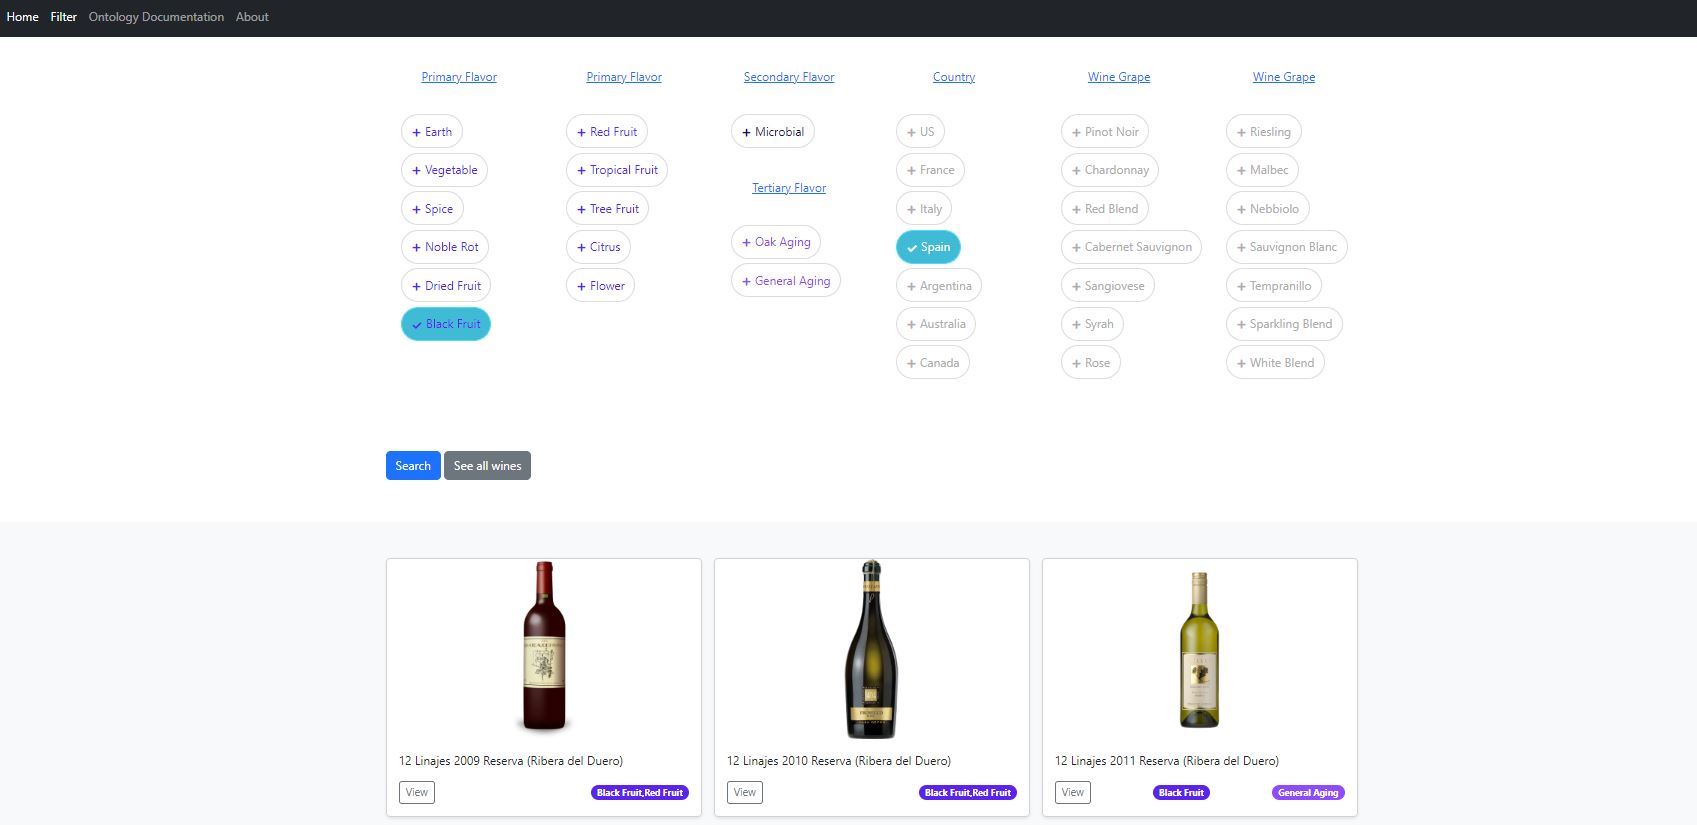 Home Filter Ontology Documentation About
Primary Flavor
Earth
Vegetable
Spice
Noble Rot
Dried Fruit
Black Fruit
Primary Flavor
Red Fruit
Tropical Fruit
Tree Fruit
Citrus
Flower
Secondary Flavor
Microbial
Tertiary Flavor
Oak Aging
General Aging
Country
US
France
Italy
Spain
Argentina
Australia
Canada
Wine Grape
Pinot Noir
Chardonnay
Red Blend
Cabernet Sauvignon
Sangiovese
Syrah
Rose
Wine Grape
Riesling
Malbec
Nebbiolo
Sauvignon Blanc
Tempranillo
Sparkling Blend
White Blend
Search See all wines
12 Linajes 2009 Reserva (Ribera del Duero)
View Black Fruit,Red Fruit
PROSECCO
12 Linajes 2010 Reserva (Ribera del Duero)
View Black Fruit,Red Fruit
12 Linajes 2011 Reserva (Ribera del Duero)
View Black Fruit General Aging